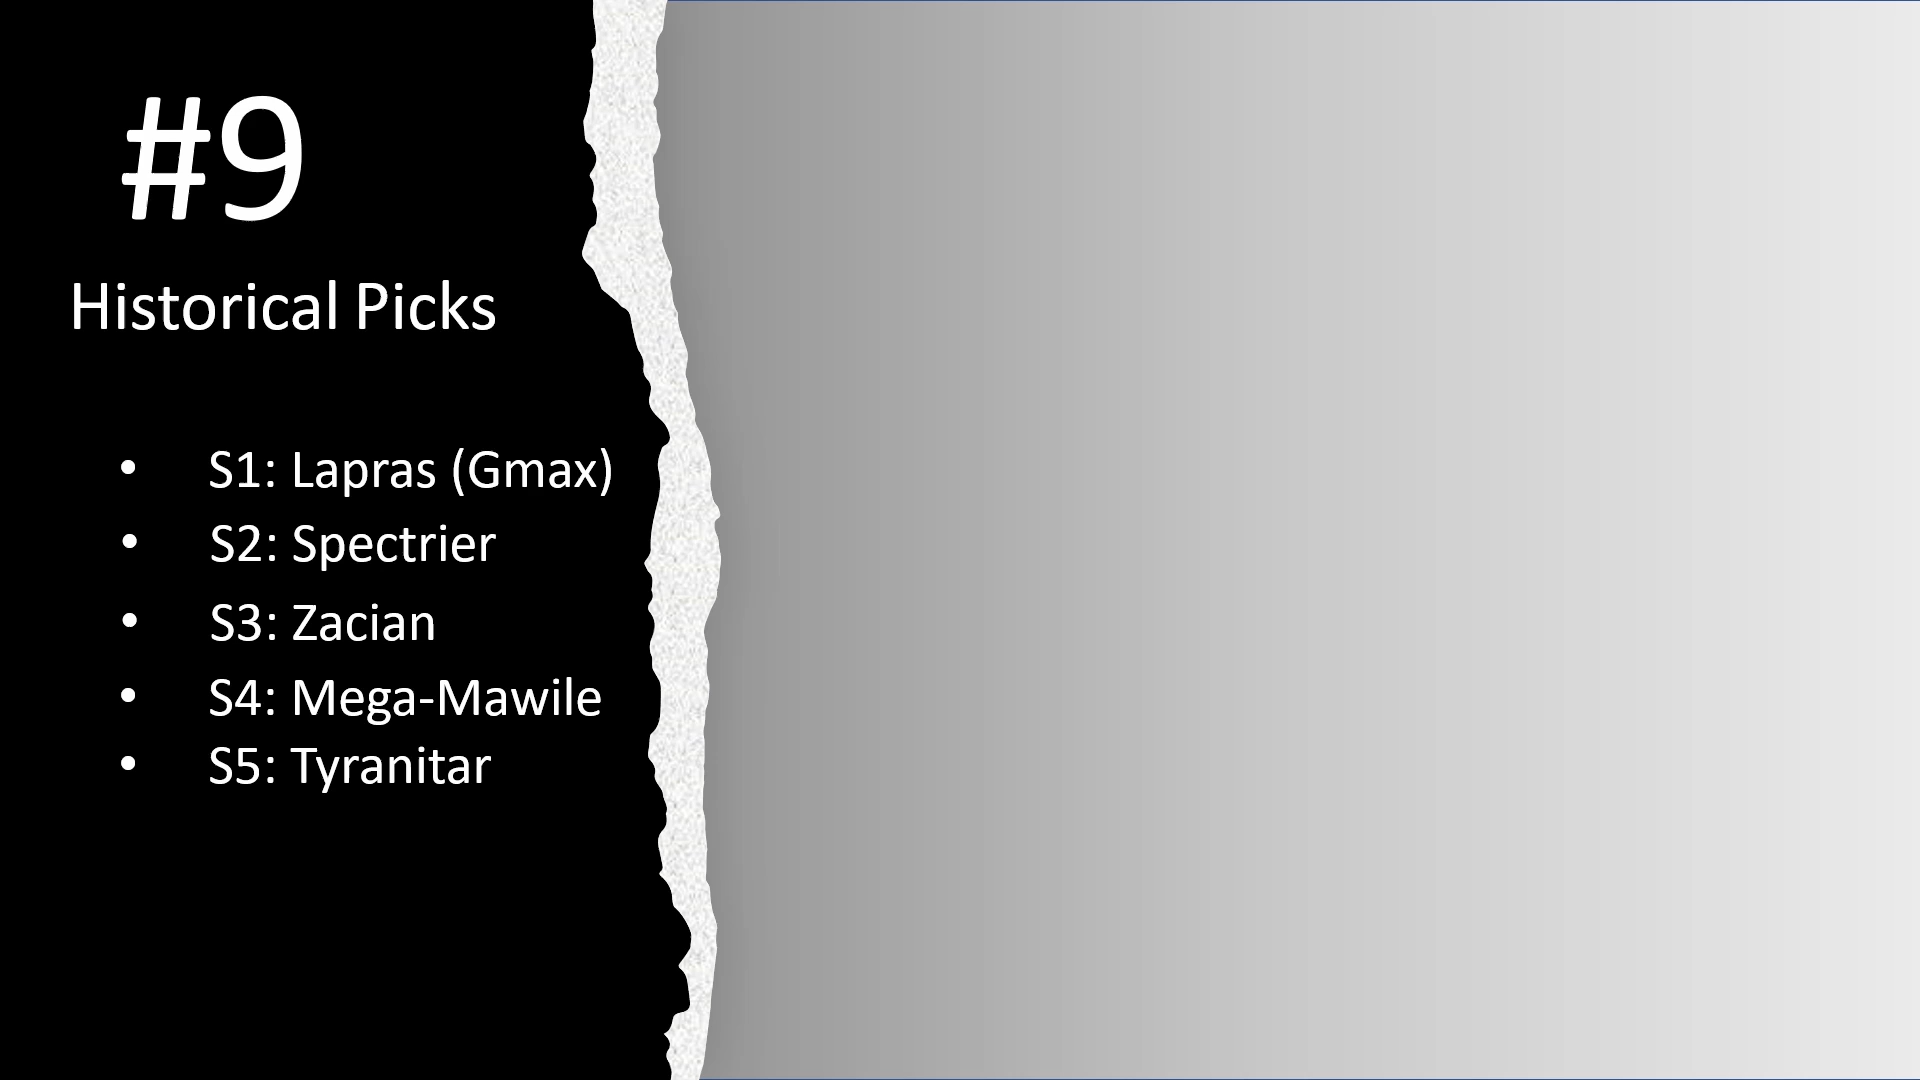 #9
Historical Picks
• S1: Lapras (Gmax)
• S2: Spectrier
• S3: Zacian
• S4: Mega-Mawile
• S5: Tyranitar